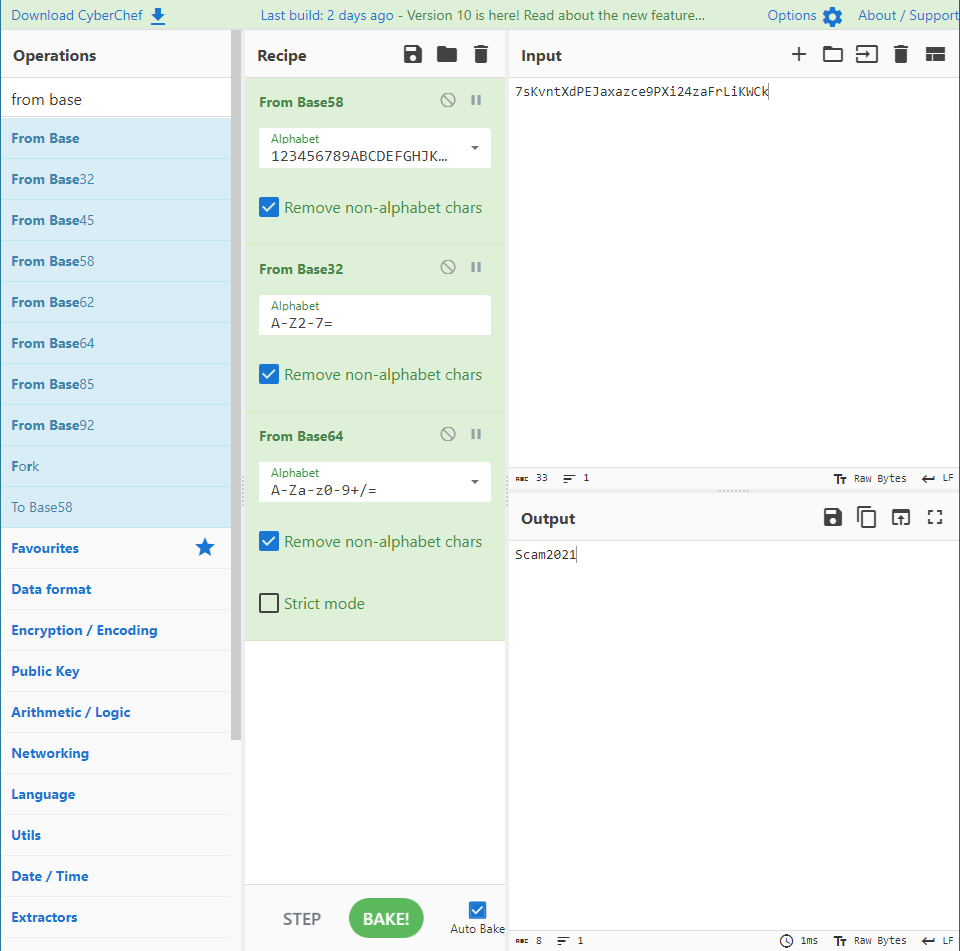 Download CyberChef
Last build: 2 days ago - Version 10 is here! Read about the new feature...
Options
About / Support
Operations
from base
From Base
From Base32
From Base45
From Base58
From Base62
From Base64
From Base85
From Base92
Fork
To Base58
Favourites
Data format
Encryption / Encoding
Public Key
Arithmetic / Logic
Networking
Language
Utils
Date / Time
Extractors
Recipe
From Base58
Alphabet
123456789ABCDEFGHJK...
Remove non-alphabet chars
From Base32
Alphabet
A-Z2-7=
Remove non-alphabet chars
From Base64
Alphabet
A-Za-z0-9+/=
Remove non-alphabet chars
Strict mode
STEP
BAKE!
Auto Bake
Input
7sKvntXdPEJaxazce9PXi24zaFrLiKWCk
ABC 33 1
Tт Raw Bytes LF
Output
Scam2021
ABC 8 1
1ms Tт Raw Bytes LF